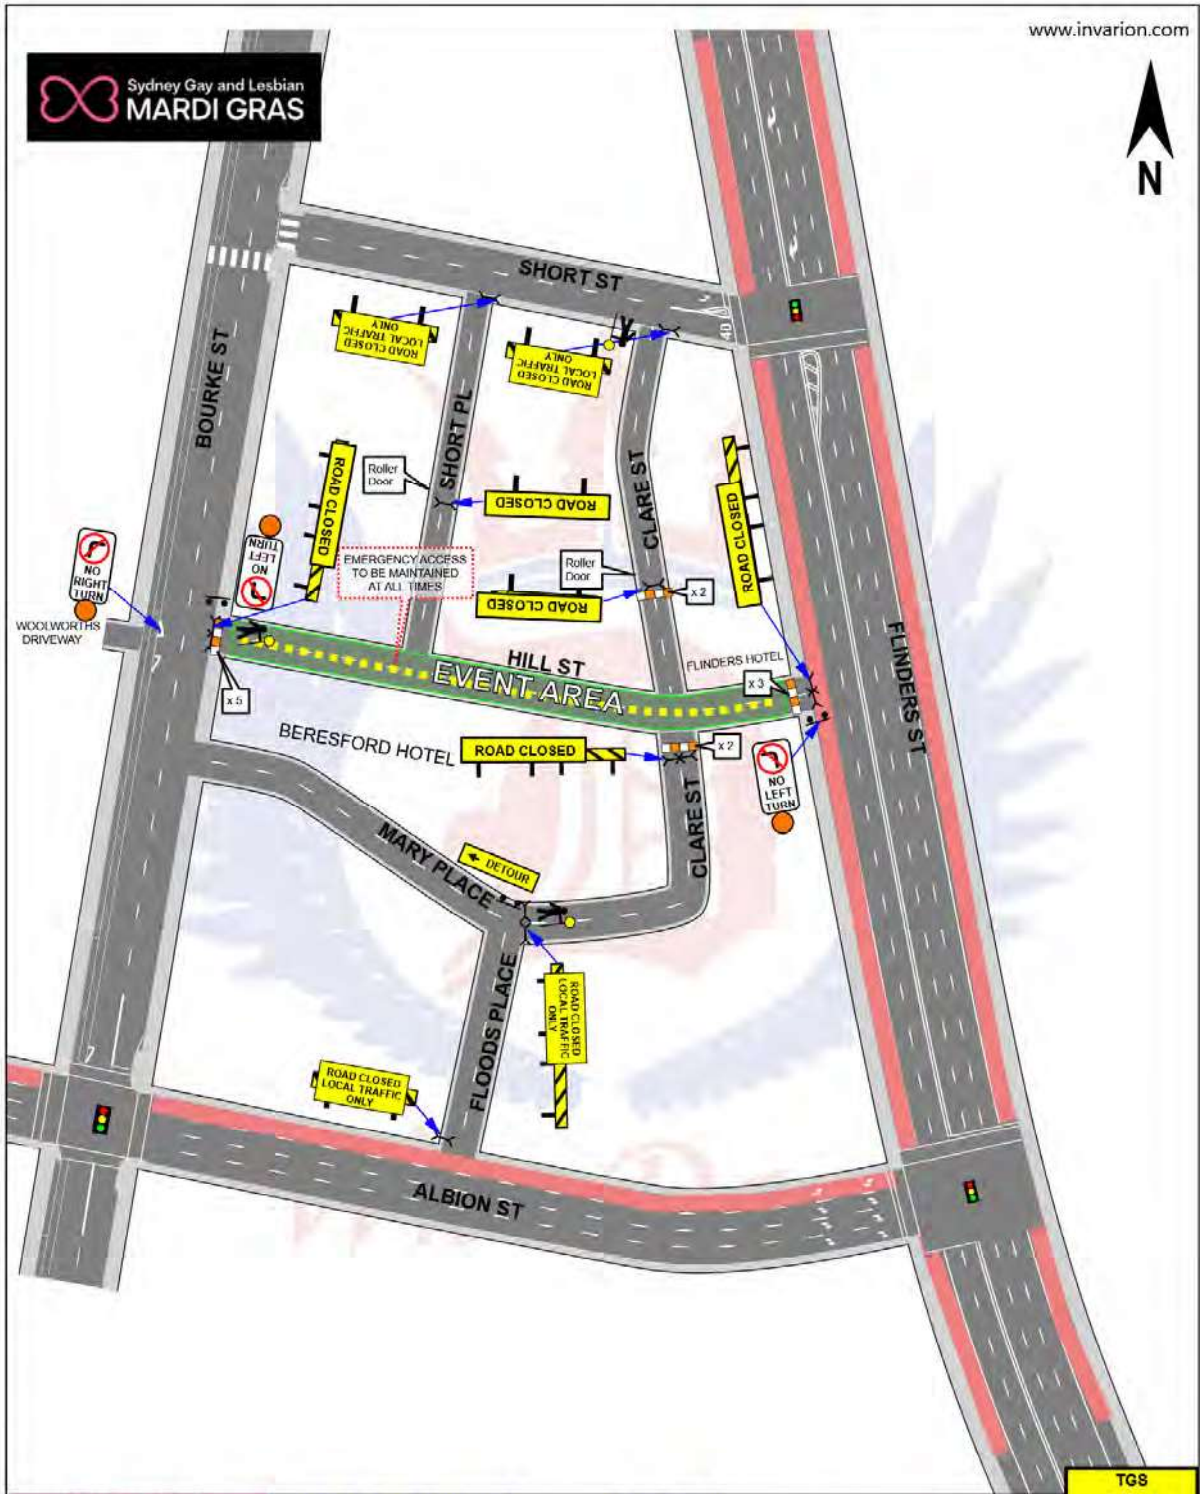 www.invarion.com
Sydney Gay and Lesbian
MARDI GRAS
N
SHORT ST
ROAD CLOSED
LOCAL TRAFFIC
ONLY
ROAD CLOSED
LOCAL TRAFFIC
ONLY
40
BOURKE ST
SHORT PL
CLARE ST
Roller
Door
ROAD CLOSED
ROAD CLOSED
ROAD CLOSED
NO
RIGHT
TURN
NO
LEFT
TURN
EMERGENCY ACCESS
TO BE MAINTAINED
AT ALL TIMES
Roller
Door
ROAD CLOSED
x 2
WOOLWORTHS
DRIVEWAY
HILL ST
EVENT AREA
FLINDERS HOTEL
x 3
FLINDERS ST
x 5
BERESFORD HOTEL
ROAD CLOSED
x 2
NO
LEFT
TURN
CLARE ST
MARY PLACE
DETOUR
FLOODS PLACE
ROAD CLOSED
LOCAL TRAFFIC
ONLY
ROAD CLOSED
LOCAL TRAFFIC
ONLY
ALBION ST
TGS